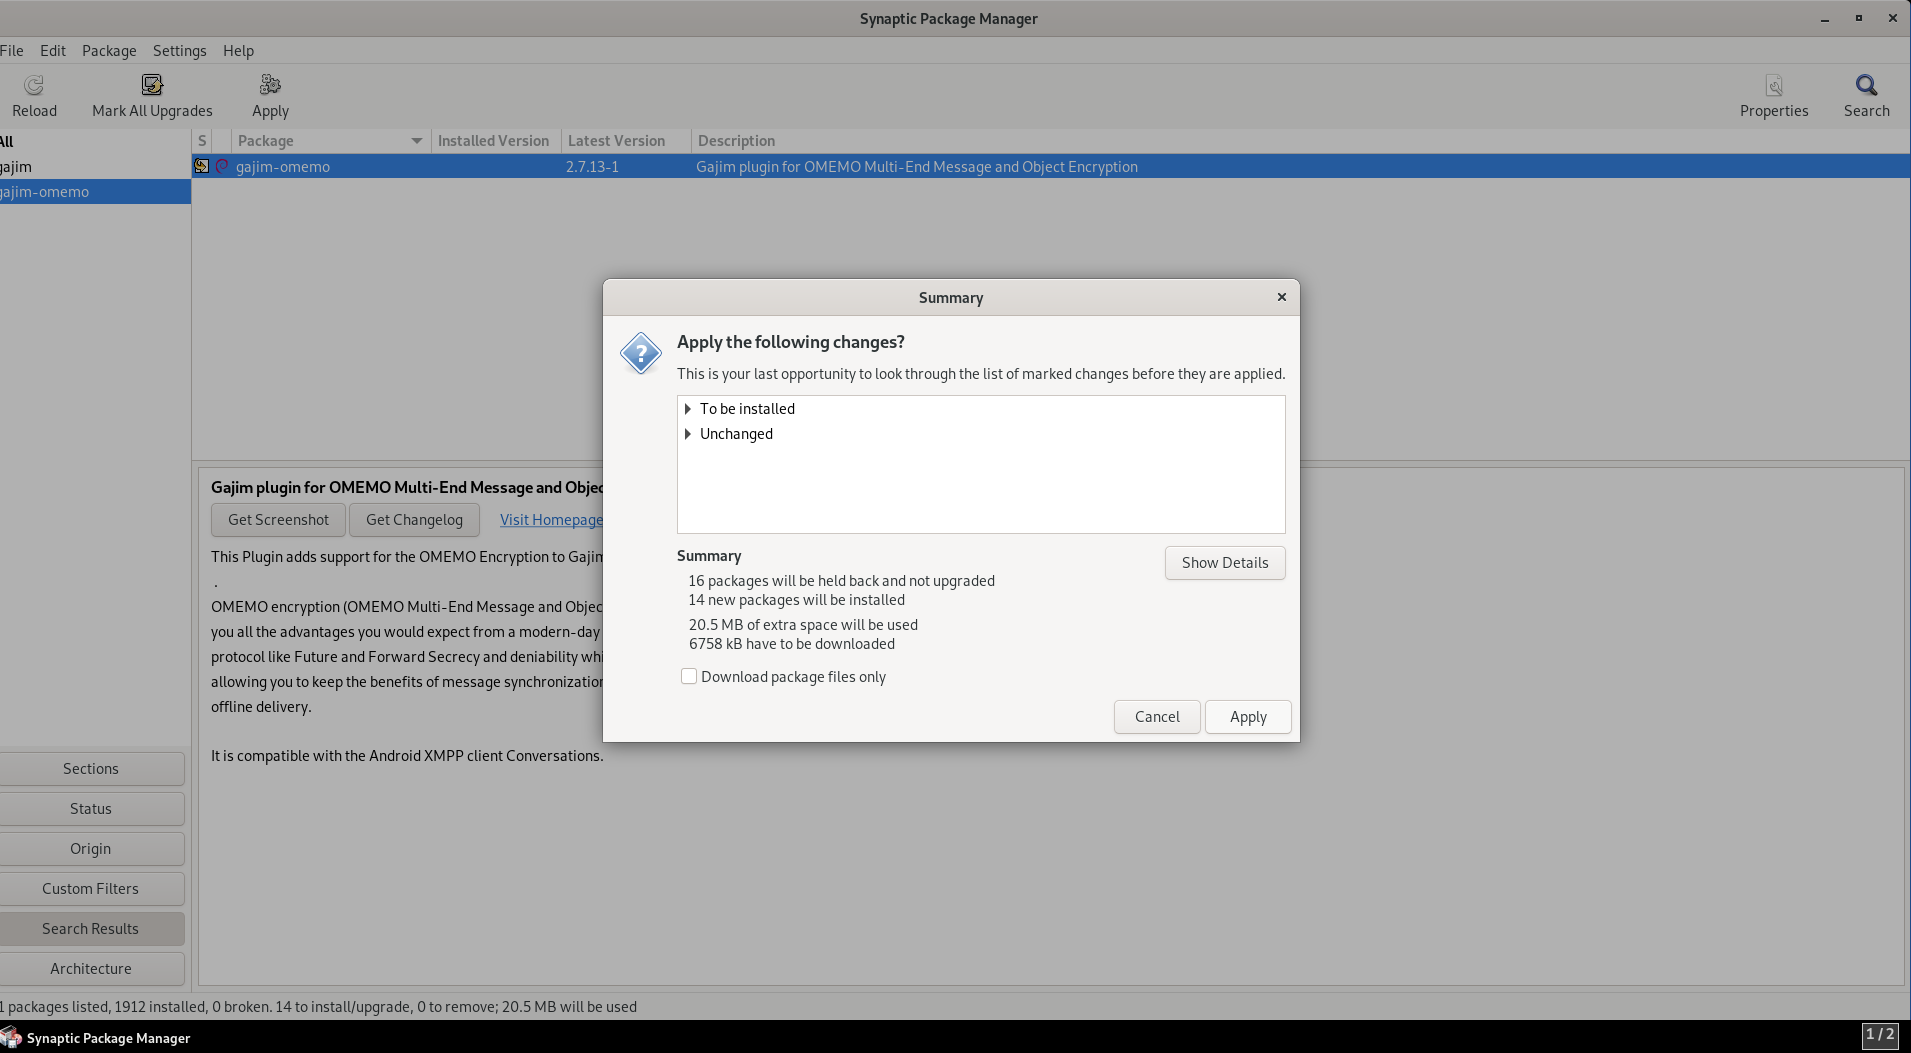 Synaptic Package Manager
File Edit Package Settings Help
Reload Mark All Upgrades Apply Properties Search
All
gajim
gajim-omemo
S Package Installed Version Latest Version Description
gajim-omemo 2.7.13-1 Gajim plugin for OMEMO Multi-End Message and Object Encryption
Summary
Apply the following changes?
This is your last opportunity to look through the list of marked changes before they are applied.
To be installed
Unchanged
Summary
Show Details
16 packages will be held back and not upgraded
14 new packages will be installed
20.5 MB of extra space will be used
6758 kB have to be downloaded
Download package files only
Cancel Apply
Gajim plugin for OMEMO Multi-End Message and Objec
Get Screenshot Get Changelog Visit Homepage
This Plugin adds support for the OMEMO Encryption to Gajim
.
OMEMO encryption (OMEMO Multi-End Message and Objec
you all the advantages you would expect from a modern-day
protocol like Future and Forward Secrecy and deniability whi
allowing you to keep the benefits of message synchronization
offline delivery.
It is compatible with the Android XMPP client Conversations.
Sections
Status
Origin
Custom Filters
Search Results
Architecture
1 packages listed, 1912 installed, 0 broken. 14 to install/upgrade, 0 to remove; 20.5 MB will be used
Synaptic Package Manager
1 / 2